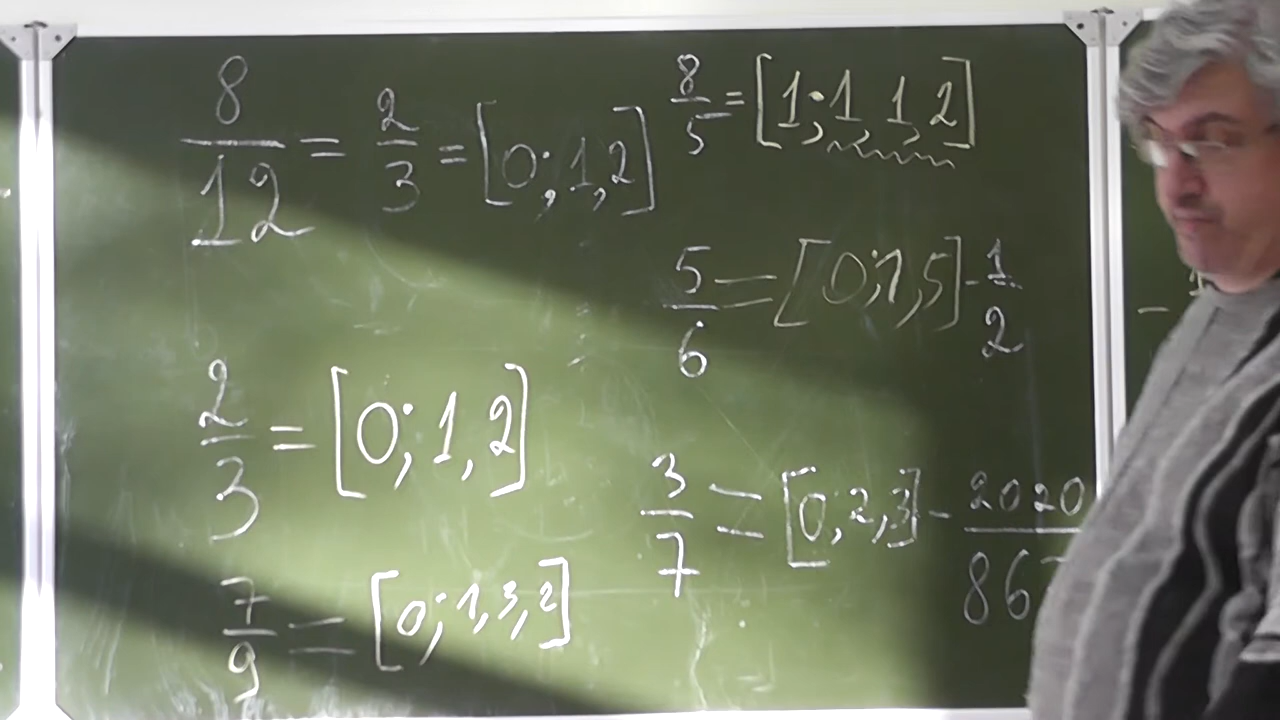 8/12 = 2/3 = [0; 1, 2]
8/5 = [1; 1, 1, 2]
5/6 = [0; 1, 5] - 1/2
2/3 = [0; 1, 2]
3/7 = [0; 2, 3] - 2020/86
7/9 = [0; 1, 3, 2]